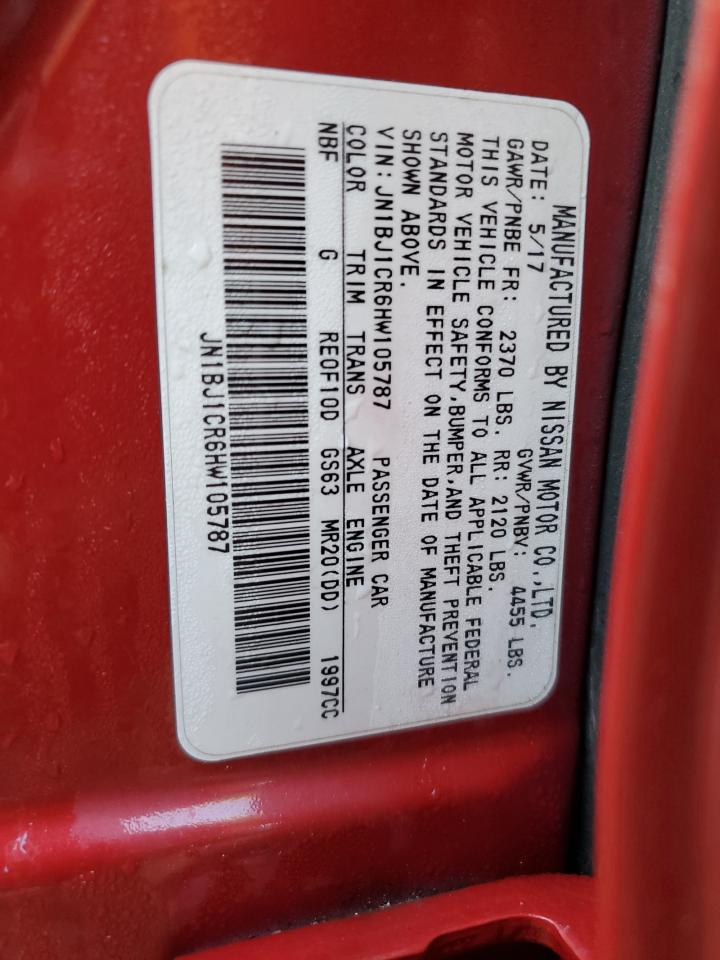 MANUFACTURED BY NISSAN MOTOR CO.,LTD.
DATE: 5/17 GVWR/PNBV: 4455 LBS.
GAWR/PNBE FR: 2370 LBS. RR: 2120 LBS.
THIS VEHICLE CONFORMS TO ALL APPLICABLE FEDERAL
MOTOR VEHICLE SAFETY,BUMPER,AND THEFT PREVENTION
STANDARDS IN EFFECT ON THE DATE OF MANUFACTURE
SHOWN ABOVE.
VIN: JN1BJ1CR6HW105787 PASSENGER CAR
COLOR TRIM TRANS AXLE ENGINE
NBF G RE0F10D GS63 MR20(DD) 1997CC
JN1BJ1CR6HW105787